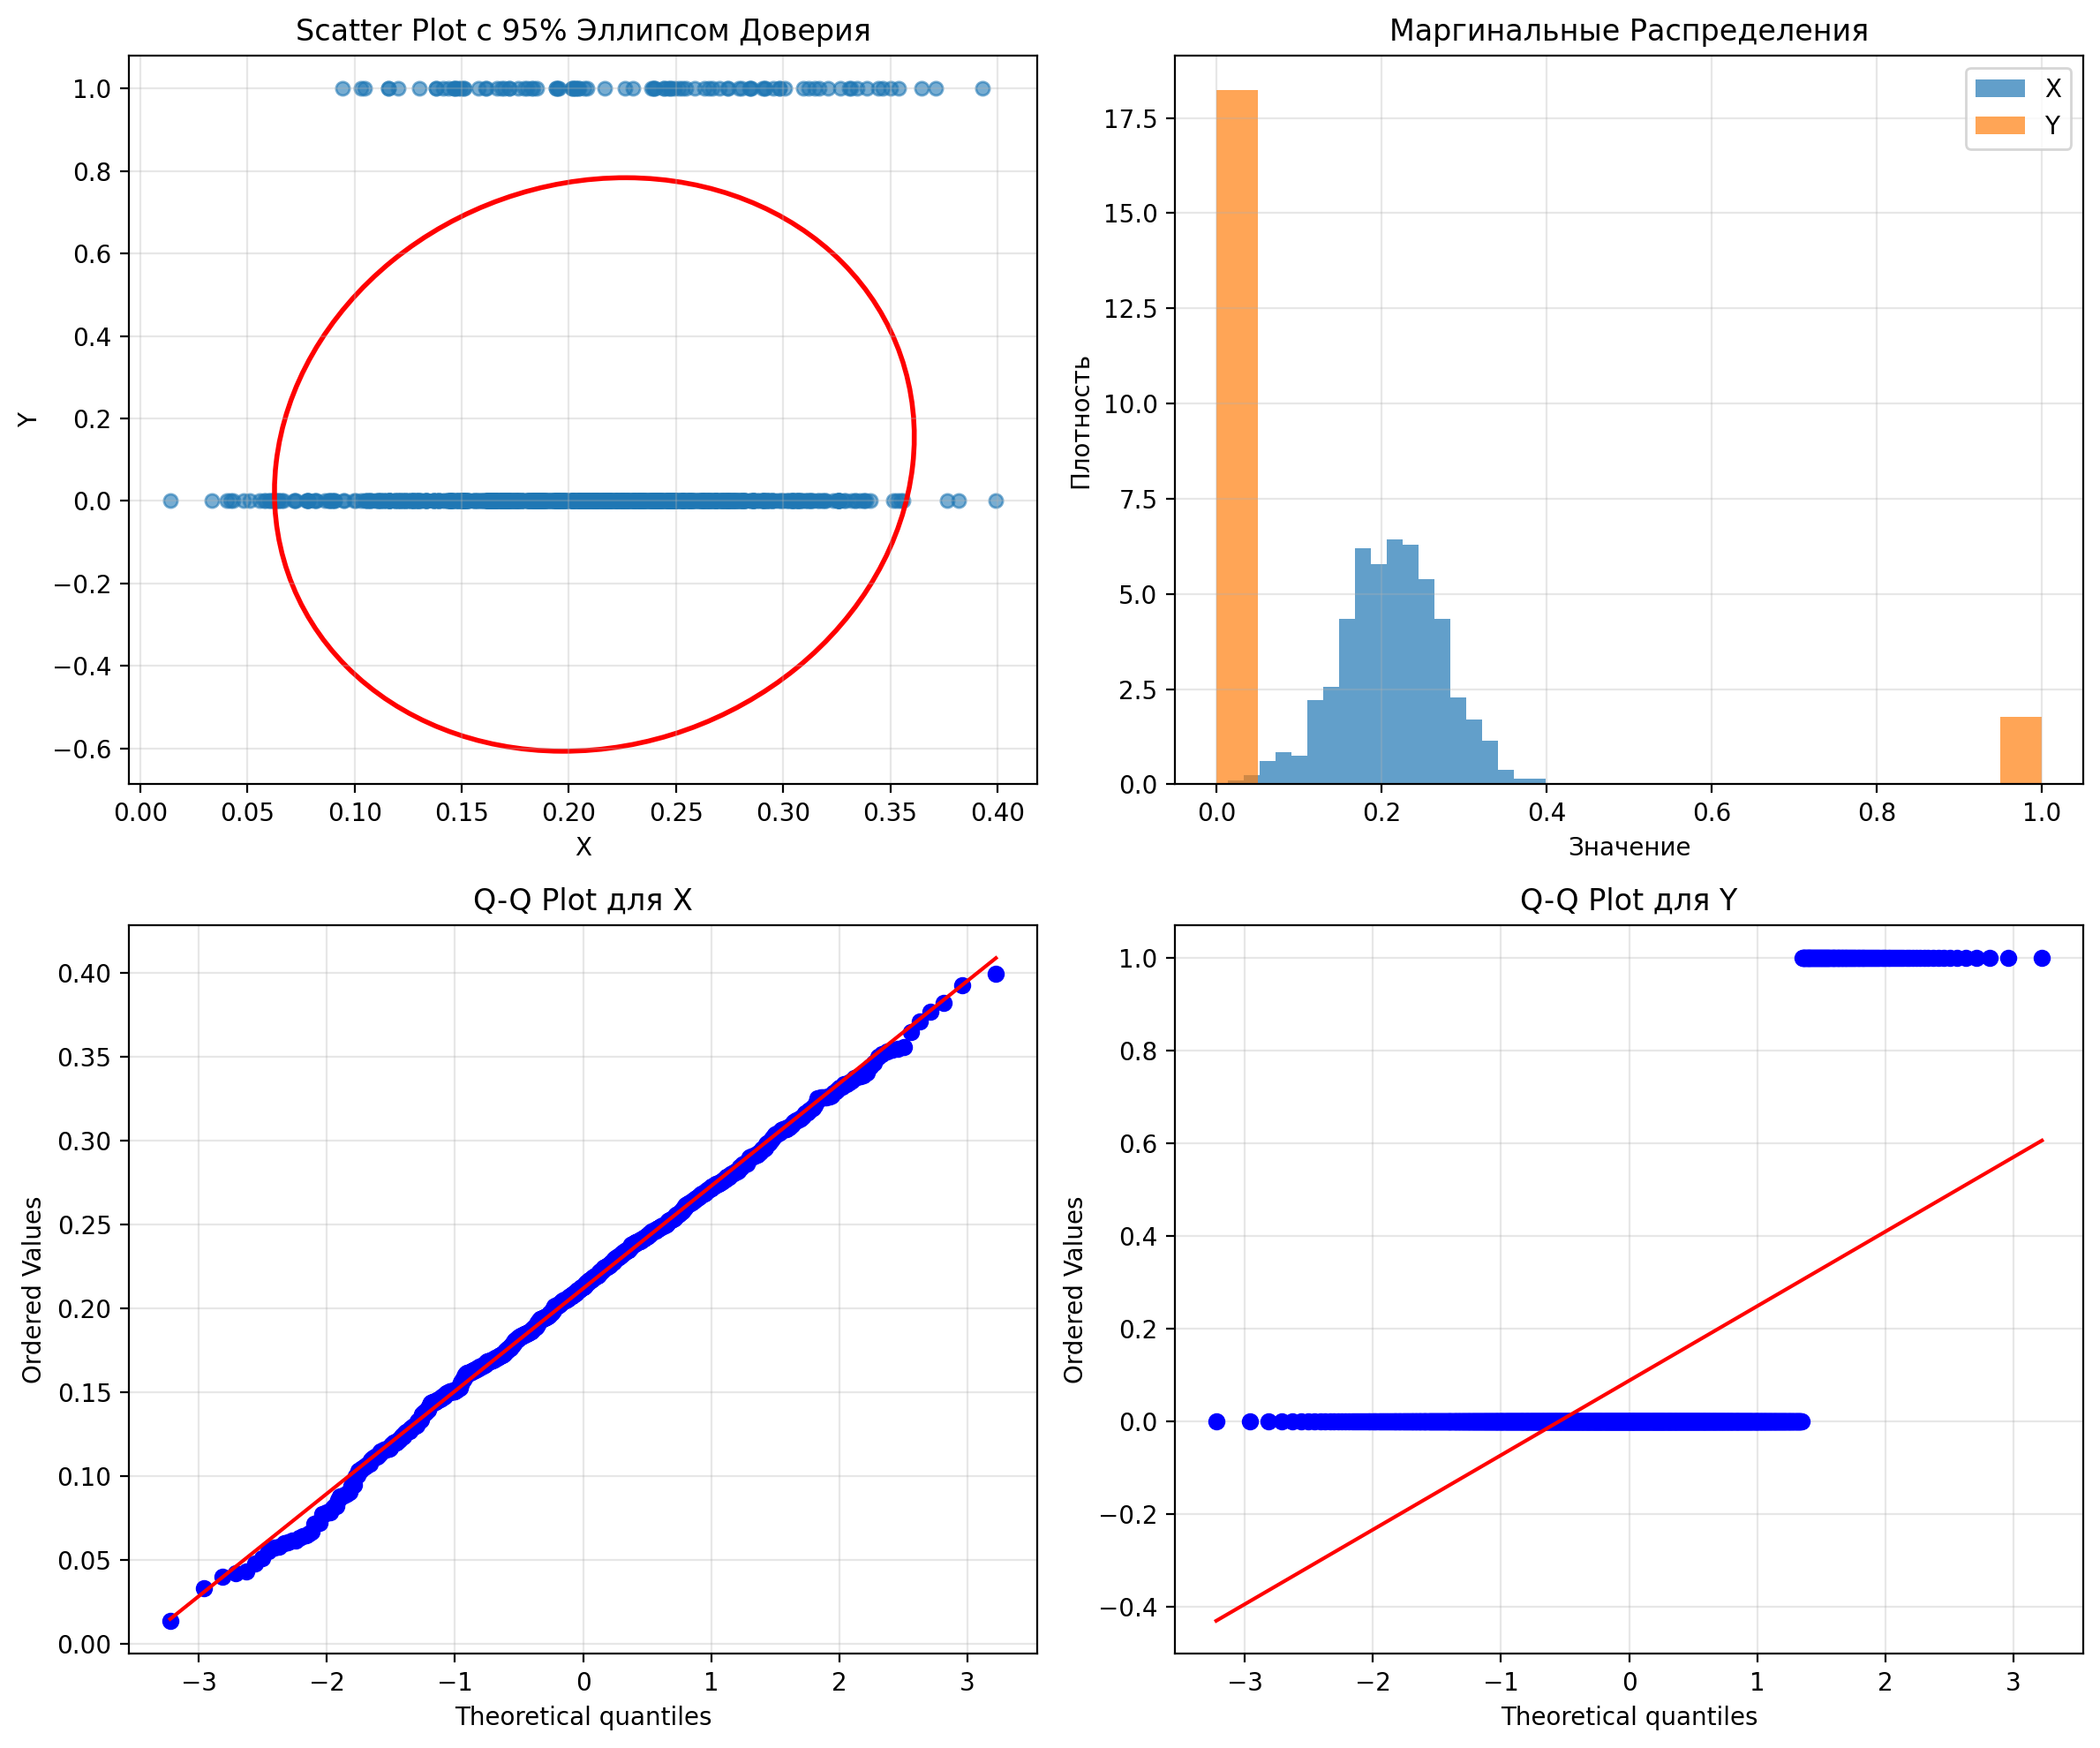 Scatter Plot с 95% Эллипсом Доверия
1.0
0.8
0.6
0.4
0.2
0.0
−0.2
−0.4
−0.6
Y
0.00 0.05 0.10 0.15 0.20 0.25 0.30 0.35 0.40
X
Маргинальные Распределения
X
Y
17.5
15.0
12.5
10.0
7.5
5.0
2.5
0.0
Плотность
0.0 0.2 0.4 0.6 0.8 1.0
Значение
Q-Q Plot для X
0.40
0.35
0.30
0.25
0.20
0.15
0.10
0.05
0.00
Ordered Values
−3 −2 −1 0 1 2 3
Theoretical quantiles
Q-Q Plot для Y
1.0
0.8
0.6
0.4
0.2
0.0
−0.2
−0.4
Ordered Values
−3 −2 −1 0 1 2 3
Theoretical quantiles